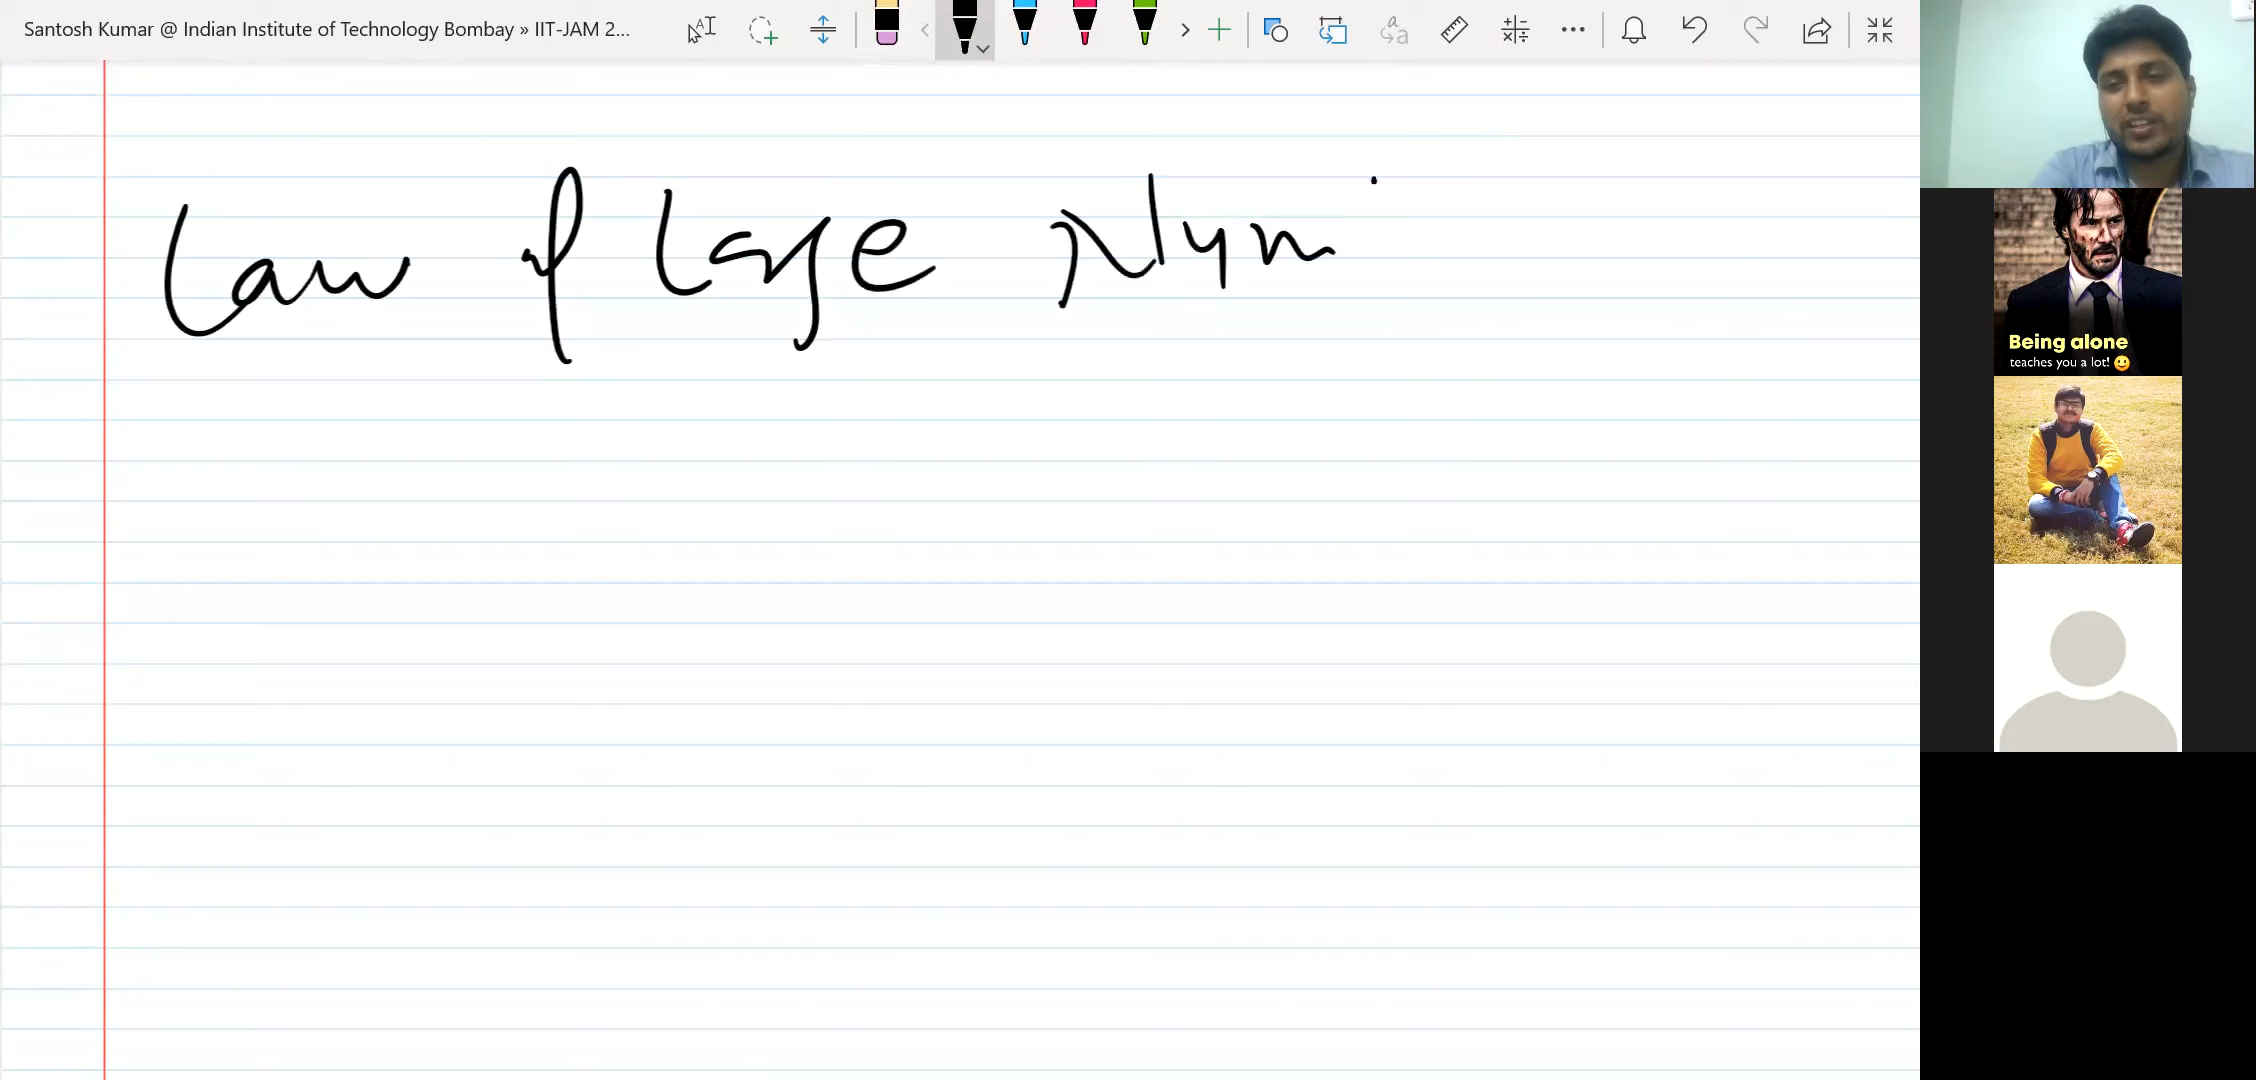 Santosh Kumar @ Indian Institute of Technology Bombay » IIT-JAM 2...
Law of Large Num
Being alone
teaches you a lot!